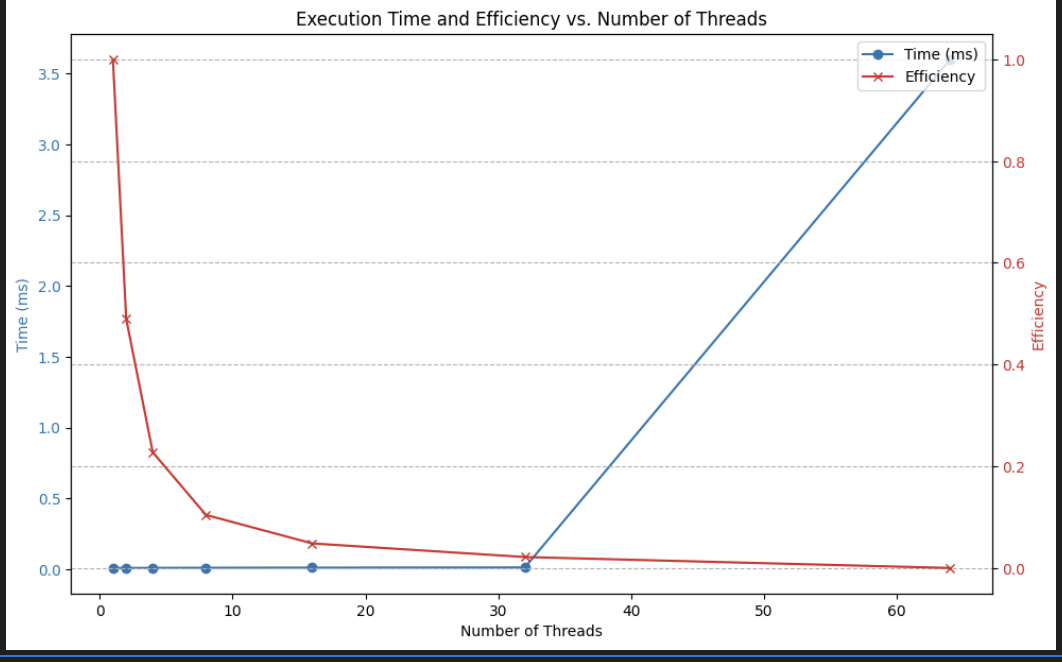 Execution Time and Efficiency vs. Number of Threads
Time (ms)
Efficiency
3.5
3.0
2.5
2.0
1.5
1.0
0.5
0.0
Time (ms)
1.0
0.8
0.6
0.4
0.2
0.0
Efficiency
0 10 20 30 40 50 60
Number of Threads